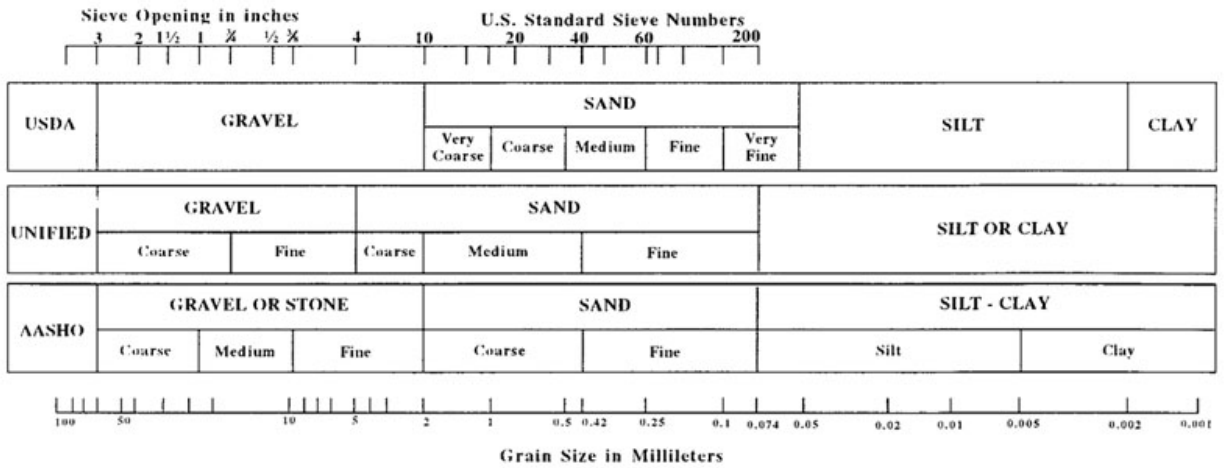 Sieve Opening in inches
U.S. Standard Sieve Numbers
3 2 1½ 1 ¾ ½ ⅜ 4 10 20 40 60 200
USDA
GRAVEL
SAND
Very Coarse
Coarse
Medium
Fine
Very Fine
SILT
CLAY
UNIFIED
GRAVEL
Coarse
Fine
SAND
Coarse
Medium
Fine
SILT OR CLAY
AASHO
GRAVEL OR STONE
Coarse
Medium
Fine
SAND
Coarse
Fine
SILT - CLAY
Silt
Clay
100 50 10 5 2 1 0.5 0.42 0.25 0.1 0.074 0.05 0.02 0.01 0.005 0.002 0.001
Grain Size in Millileters